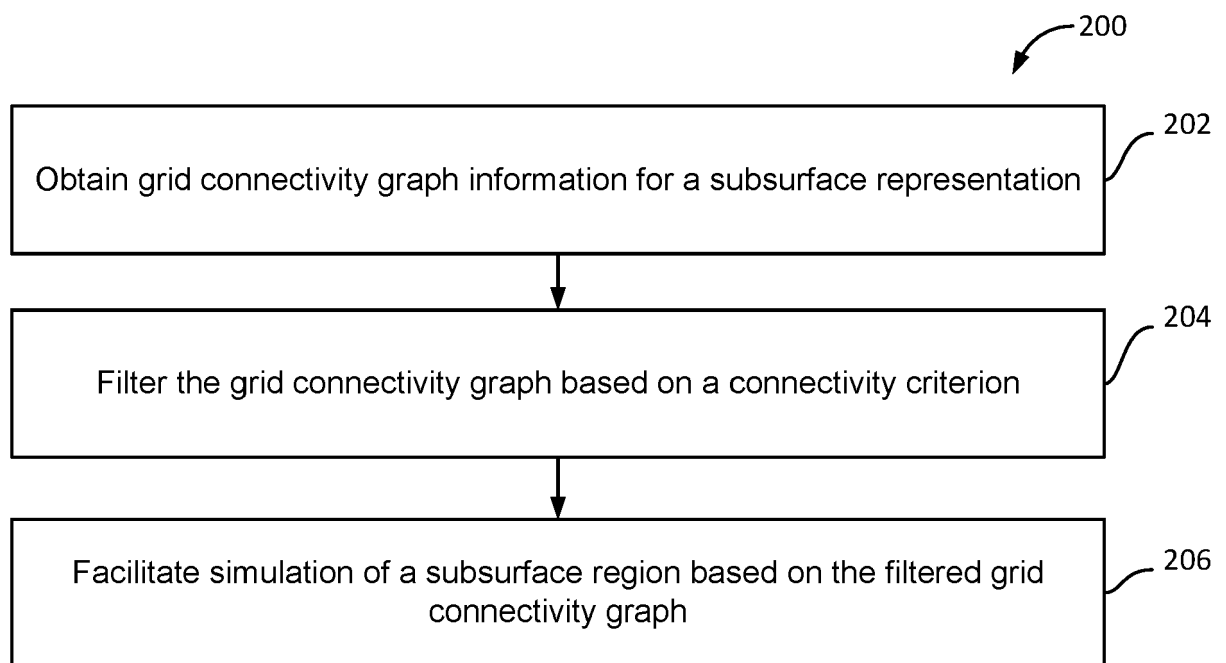 200
202
Obtain grid connectivity graph information for a subsurface representation
204
Filter the grid connectivity graph based on a connectivity criterion
206
Facilitate simulation of a subsurface region based on the filtered grid
connectivity graph